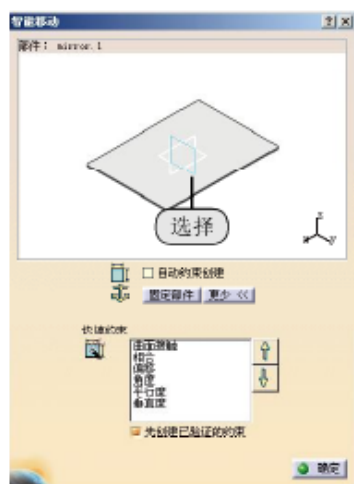 智能移动
部件: mirror.1
选择
z
x
y
自动约束创建
固定部件 更少 <<
快速约束
曲面接触
相合
偏移
角度
平行度
垂直度
先创建已验证的约束
确定